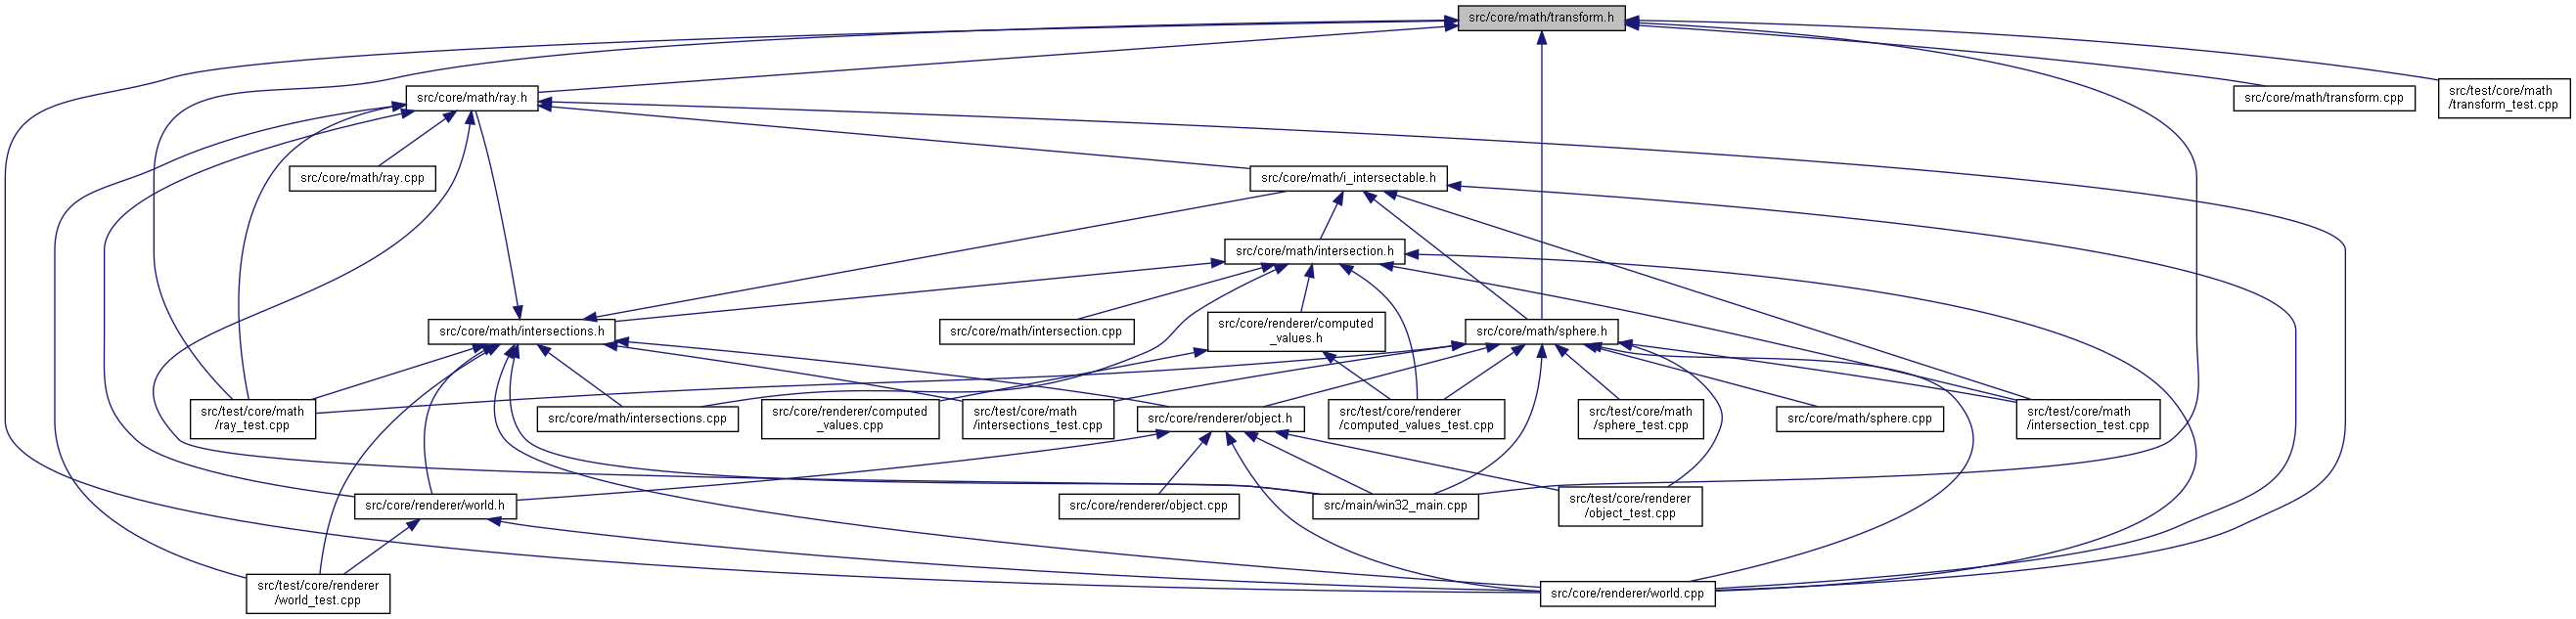 src/core/math/transform.h
src/core/math/ray.h
src/core/math/transform.cpp
src/test/core/math
/transform_test.cpp
src/core/math/ray.cpp
src/core/math/i_intersectable.h
src/core/math/intersection.h
src/core/math/intersections.h
src/core/math/intersection.cpp
src/core/renderer/computed
_values.h
src/core/math/sphere.h
src/test/core/math
/ray_test.cpp
src/core/math/intersections.cpp
src/core/renderer/computed
_values.cpp
src/test/core/math
/intersections_test.cpp
src/core/renderer/object.h
src/test/core/renderer
/computed_values_test.cpp
src/test/core/math
/sphere_test.cpp
src/core/math/sphere.cpp
src/test/core/math
/intersection_test.cpp
src/core/renderer/world.h
src/core/renderer/object.cpp
src/main/win32_main.cpp
src/test/core/renderer
/object_test.cpp
src/test/core/renderer
/world_test.cpp
src/core/renderer/world.cpp